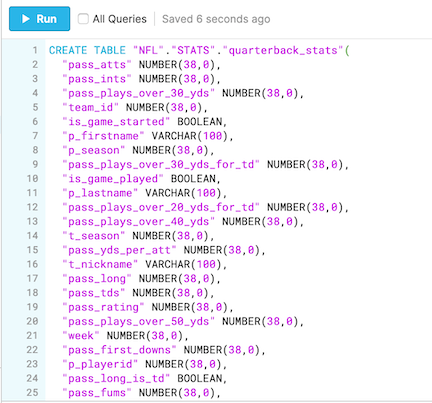 Run All Queries Saved 6 seconds ago
1 CREATE TABLE "NFL"."STATS"."quarterback_stats"(
2 "pass_atts" NUMBER(38,0),
3 "pass_ints" NUMBER(38,0),
4 "pass_plays_over_30_yds" NUMBER(38,0),
5 "team_id" NUMBER(38,0),
6 "is_game_started" BOOLEAN,
7 "p_firstname" VARCHAR(100),
8 "p_season" NUMBER(38,0),
9 "pass_plays_over_30_yds_for_td" NUMBER(38,0),
10 "is_game_played" BOOLEAN,
11 "p_lastname" VARCHAR(100),
12 "pass_plays_over_20_yds_for_td" NUMBER(38,0),
13 "pass_plays_over_40_yds" NUMBER(38,0),
14 "t_season" NUMBER(38,0),
15 "pass_yds_per_att" NUMBER(38,0),
16 "t_nickname" VARCHAR(100),
17 "pass_long" NUMBER(38,0),
18 "pass_tds" NUMBER(38,0),
19 "pass_rating" NUMBER(38,0),
20 "pass_plays_over_50_yds" NUMBER(38,0),
21 "week" NUMBER(38,0),
22 "pass_first_downs" NUMBER(38,0),
23 "p_playerid" NUMBER(38,0),
24 "pass_long_is_td" BOOLEAN,
25 "pass_fums" NUMBER(38,0),